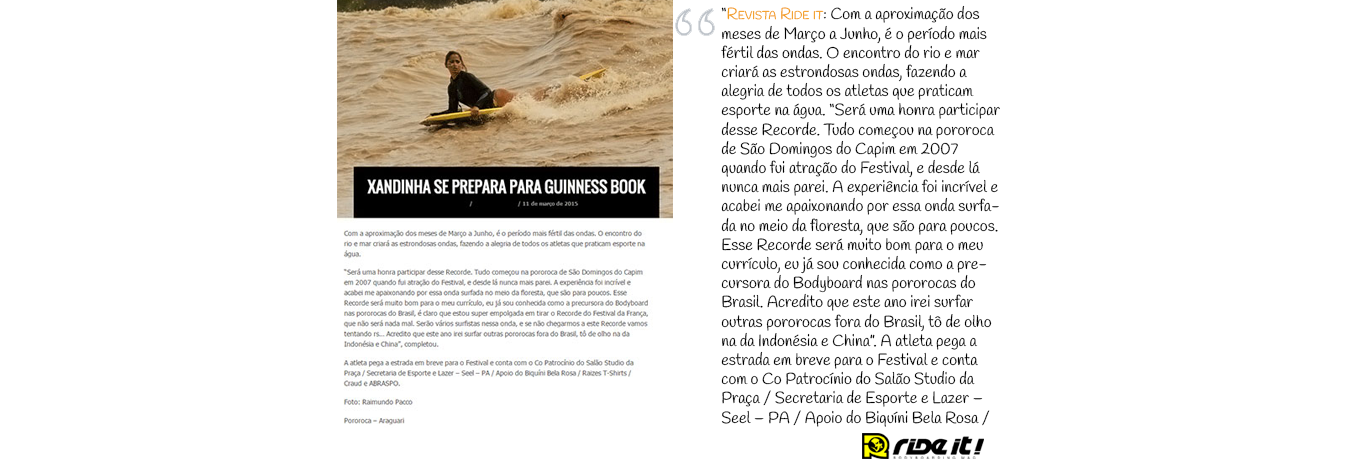 XANDINHA SE PREPARA PARA GUINNESS BOOK
/ / 11 de março de 2015
Com a aproximação dos meses de Março a Junho, é o período mais fértil das ondas. O encontro do
rio e mar criará as estrondosas ondas, fazendo a alegria de todos os atletas que praticam esporte na
água.
"Será uma honra participar desse Recorde. Tudo começou na pororoca de São Domingos do Capim
em 2007 quando fui atração do Festival, e desde lá nunca mais parei. A experiência foi incrível e
acabei me apaixonando por essa onda surfada no meio da floresta, que são para poucos. Esse
Recorde será muito bom para o meu currículo, eu já sou conhecida como a precursora do Bodyboard
nas pororocas do Brasil, é claro que estou super empolgada em tirar o Recorde do Festival da França,
que não será nada mal. Serão vários surfistas nessa onda, e se não chegarmos a este Recorde vamos
tentando rs... Acredito que este ano irei surfar outras pororocas fora do Brasil, tô de olho na da
Indonésia e China", completou.
A atleta pega a estrada em breve para o Festival e conta com o Co Patrocínio do Salão Studio da
Praça / Secretaria de Esporte e Lazer – Seel – PA / Apoio do Biquíni Bela Rosa / Raizes T-Shirts /
Craud e ABRASPO.
Foto: Raimundo Pacco
Pororoca – Araguari
“
"Revista Ride it: Com a aproximação dos
meses de Março a Junho, é o período mais
fértil das ondas. O encontro do rio e mar
criará as estrondosas ondas, fazendo a
alegria de todos os atletas que praticam
esporte na água. "Será uma honra participar
desse Recorde. Tudo começou na pororoca
de São Domingos do Capim em 2007
quando fui atração do Festival, e desde lá
nunca mais parei. A experiência foi incrível e
acabei me apaixonando por essa onda surfa-
da no meio da floresta, que são para poucos.
Esse Recorde será muito bom para o meu
currículo, eu já sou conhecida como a pre-
cursora do Bodyboard nas pororocas do
Brasil. Acredito que este ano irei surfar
outras pororocas fora do Brasil, tô de olho
na da Indonésia e China". A atleta pega a
estrada em breve para o Festival e conta
com o Co Patrocínio do Salão Studio da
Praça / Secretaria de Esporte e Lazer –
Seel – PA / Apoio do Biquíni Bela Rosa /
ride it!